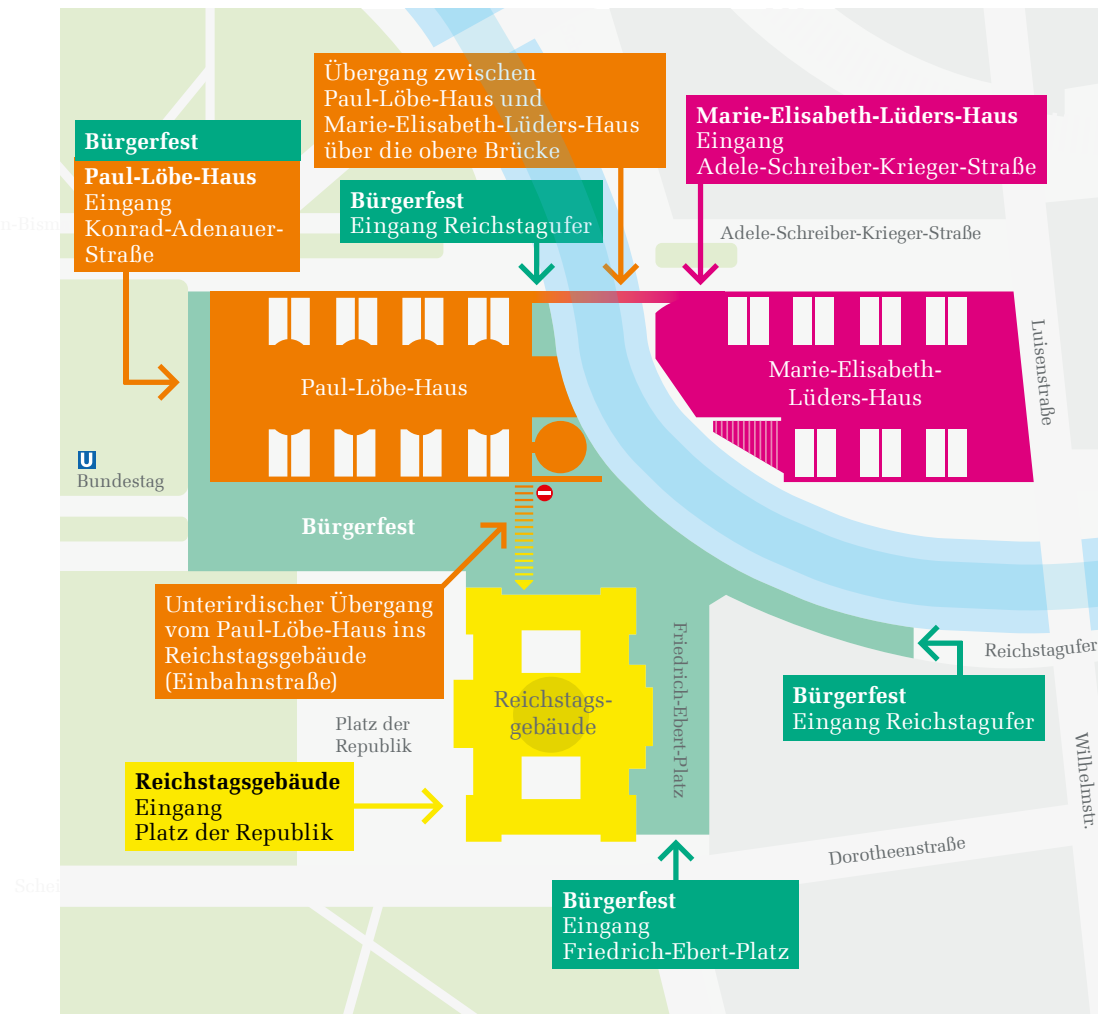 Übergang zwischen
Paul-Löbe-Haus und
Marie-Elisabeth-Lüders-Haus
über die obere Brücke
Marie-Elisabeth-Lüders-Haus
Eingang
Adele-Schreiber-Krieger-Straße
Bürgerfest
Paul-Löbe-Haus
Eingang
Konrad-Adenauer-
Straße
Bürgerfest
Eingang Reichstagufer
n-Bism
Adele-Schreiber-Krieger-Straße
Luisenstraße
Paul-Löbe-Haus
Marie-Elisabeth-
Lüders-Haus
U
Bundestag
Bürgerfest
Unterirdischer Übergang
vom Paul-Löbe-Haus ins
Reichstagsgebäude
(Einbahnstraße)
Friedrich-Ebert-Platz
Reichstagufer
Reichstags-
gebäude
Bürgerfest
Eingang Reichstagufer
Platz der
Republik
Wilhelmstr.
Reichstagsgebäude
Eingang
Platz der Republik
Dorotheenstraße
Schei
Bürgerfest
Eingang
Friedrich-Ebert-Platz